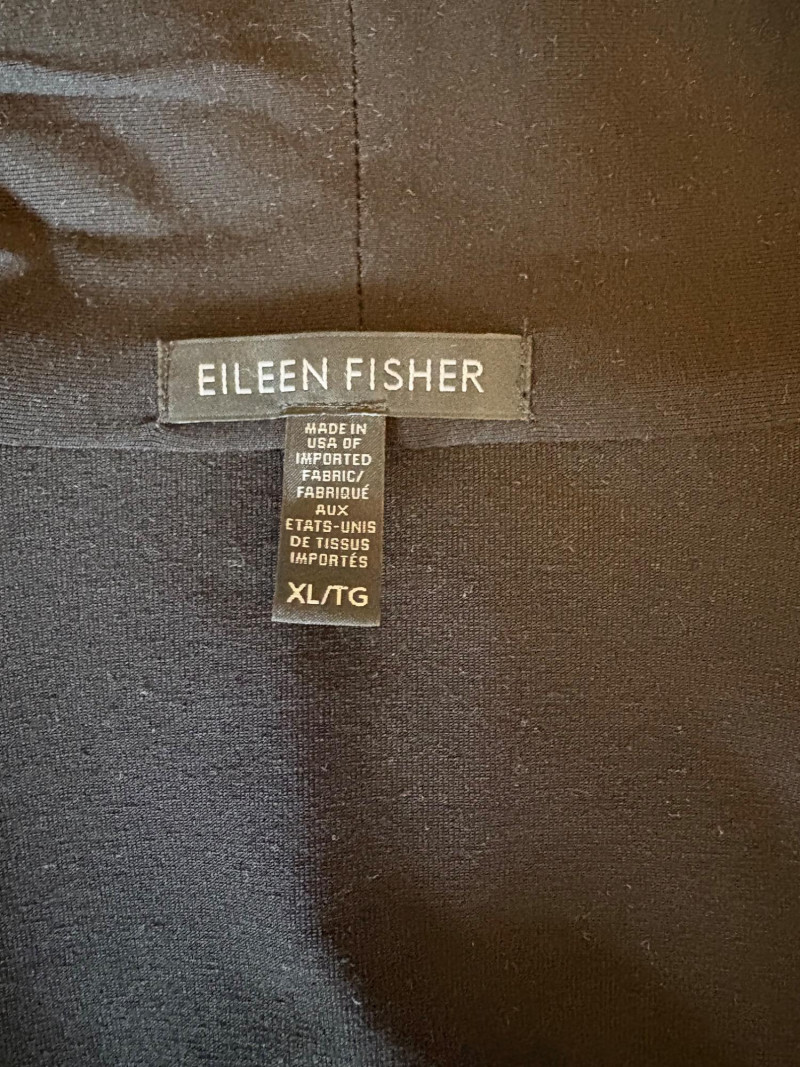 EILEEN FISHER
MADE IN
USA OF
IMPORTED
FABRIC/
FABRIQUÉ
AUX
ETATS-UNIS
DE TISSUS
IMPORTÉS
XL/TG